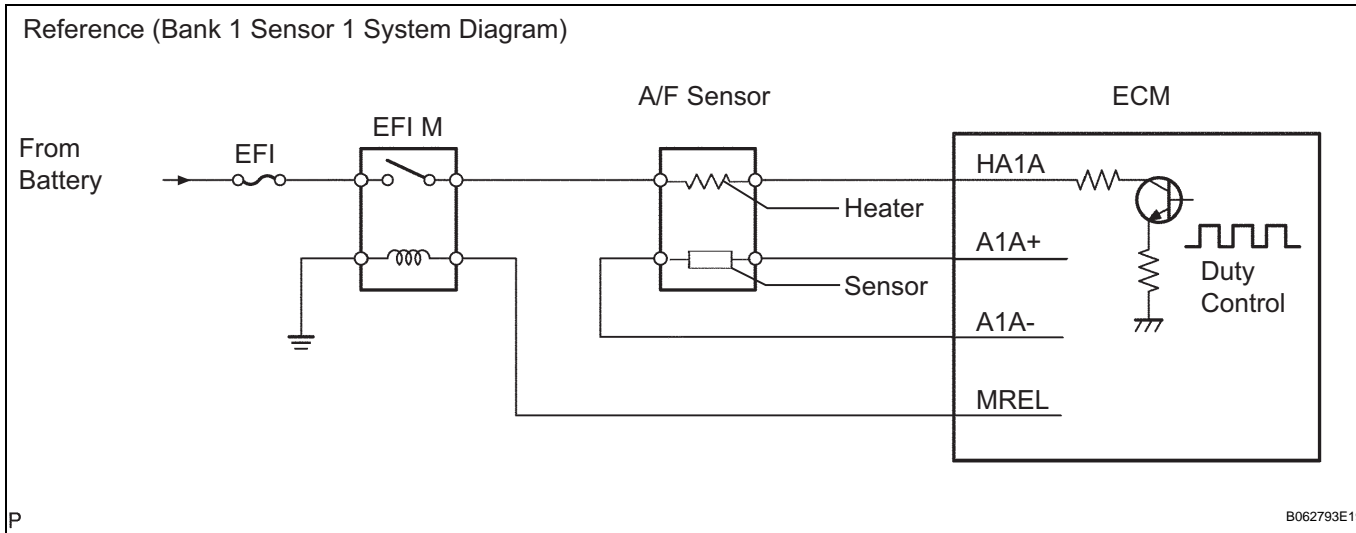 Reference (Bank 1 Sensor 1 System Diagram)
A/F Sensor
ECM
From
Battery
EFI
EFI M
HA1A
Heater
A1A+
Sensor
Duty
Control
A1A-
MREL
P